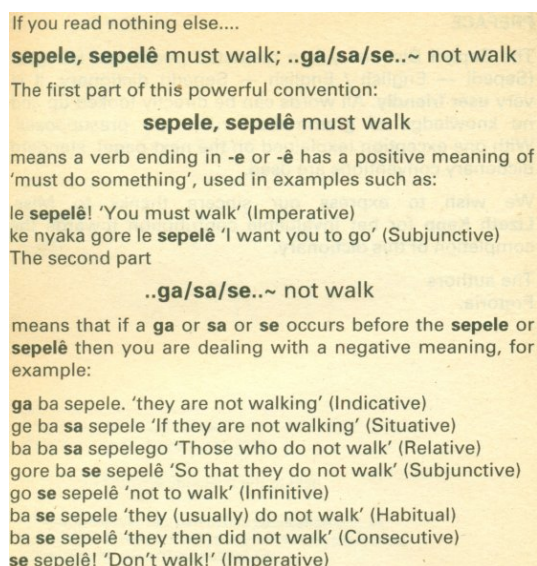 If you read nothing else....
sepele, sepelê must walk; ..ga/sa/se..~ not walk
The first part of this powerful convention:
sepele, sepelê must walk
means a verb ending in -e or -ê has a positive meaning of
'must do something', used in examples such as:
le sepelê! 'You must walk' (Imperative)
ke nyaka gore le sepelê 'I want you to go' (Subjunctive)
The second part
..ga/sa/se..~ not walk
means that if a ga or sa or se occurs before the sepele or
sepelê then you are dealing with a negative meaning, for
example:
ga ba sepele. 'they are not walking' (Indicative)
ge ba sa sepele 'If they are not walking' (Situative)
ba ba sa sepelego 'Those who do not walk' (Relative)
gore ba se sepelê 'So that they do not walk' (Subjunctive)
go se sepelê 'not to walk' (Infinitive)
ba se sepele 'they (usually) do not walk' (Habitual)
ba se sepelê 'they then did not walk' (Consecutive)
se sepelê! 'Don't walk!' (Imperative)